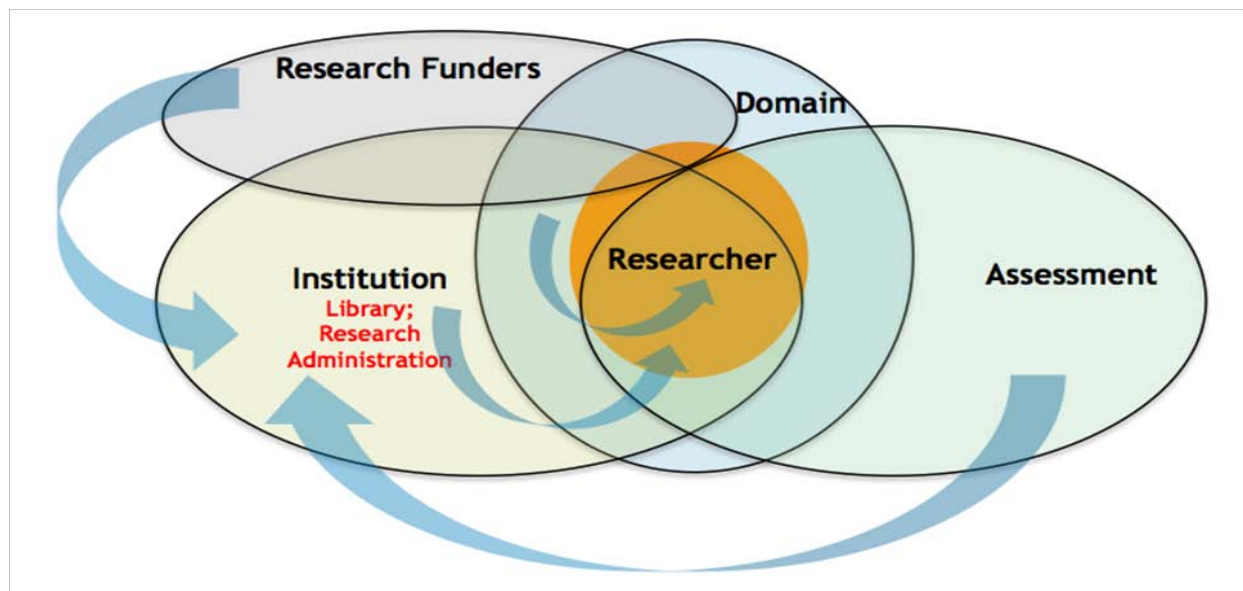 Research Funders
Domain
Researcher
Institution
Library;
Research
Administration
Assessment